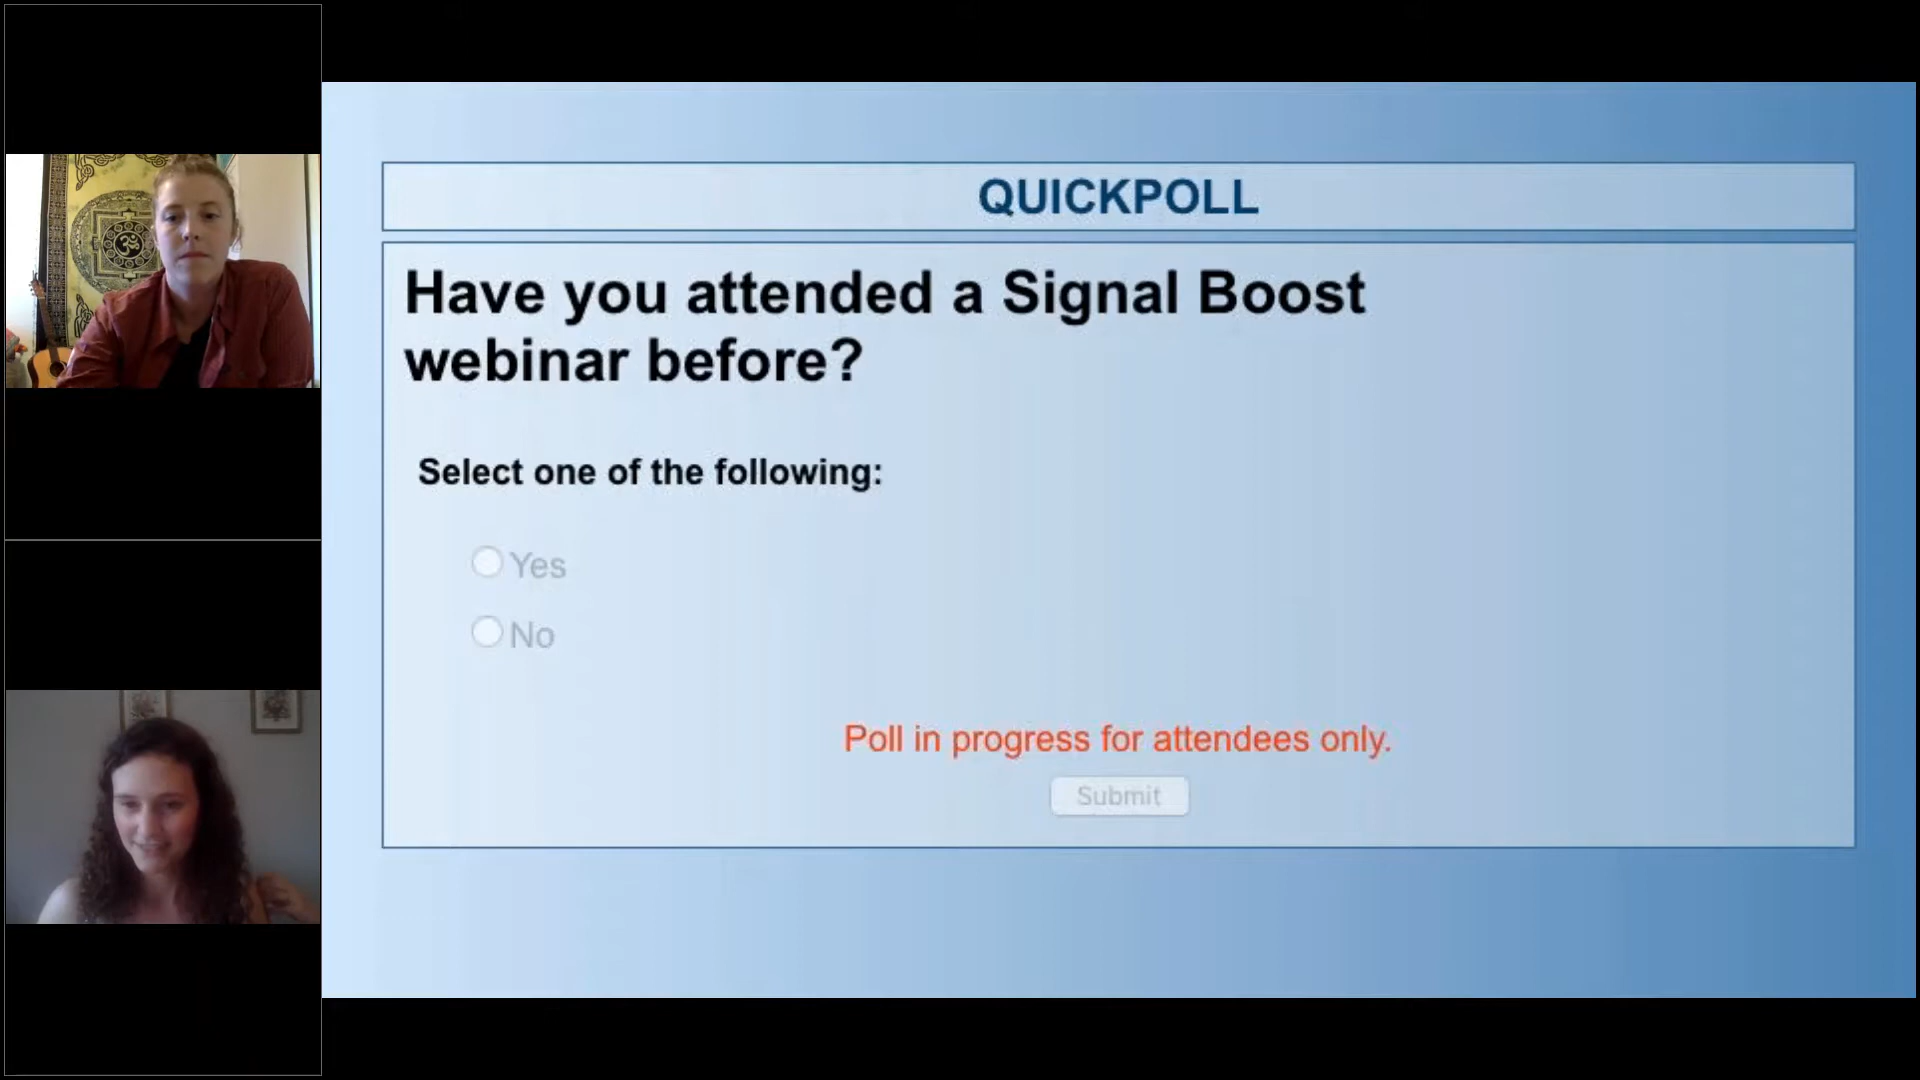 QUICKPOLL
Have you attended a Signal Boost
webinar before?
Select one of the following:
Yes
No
Poll in progress for attendees only.
Submit